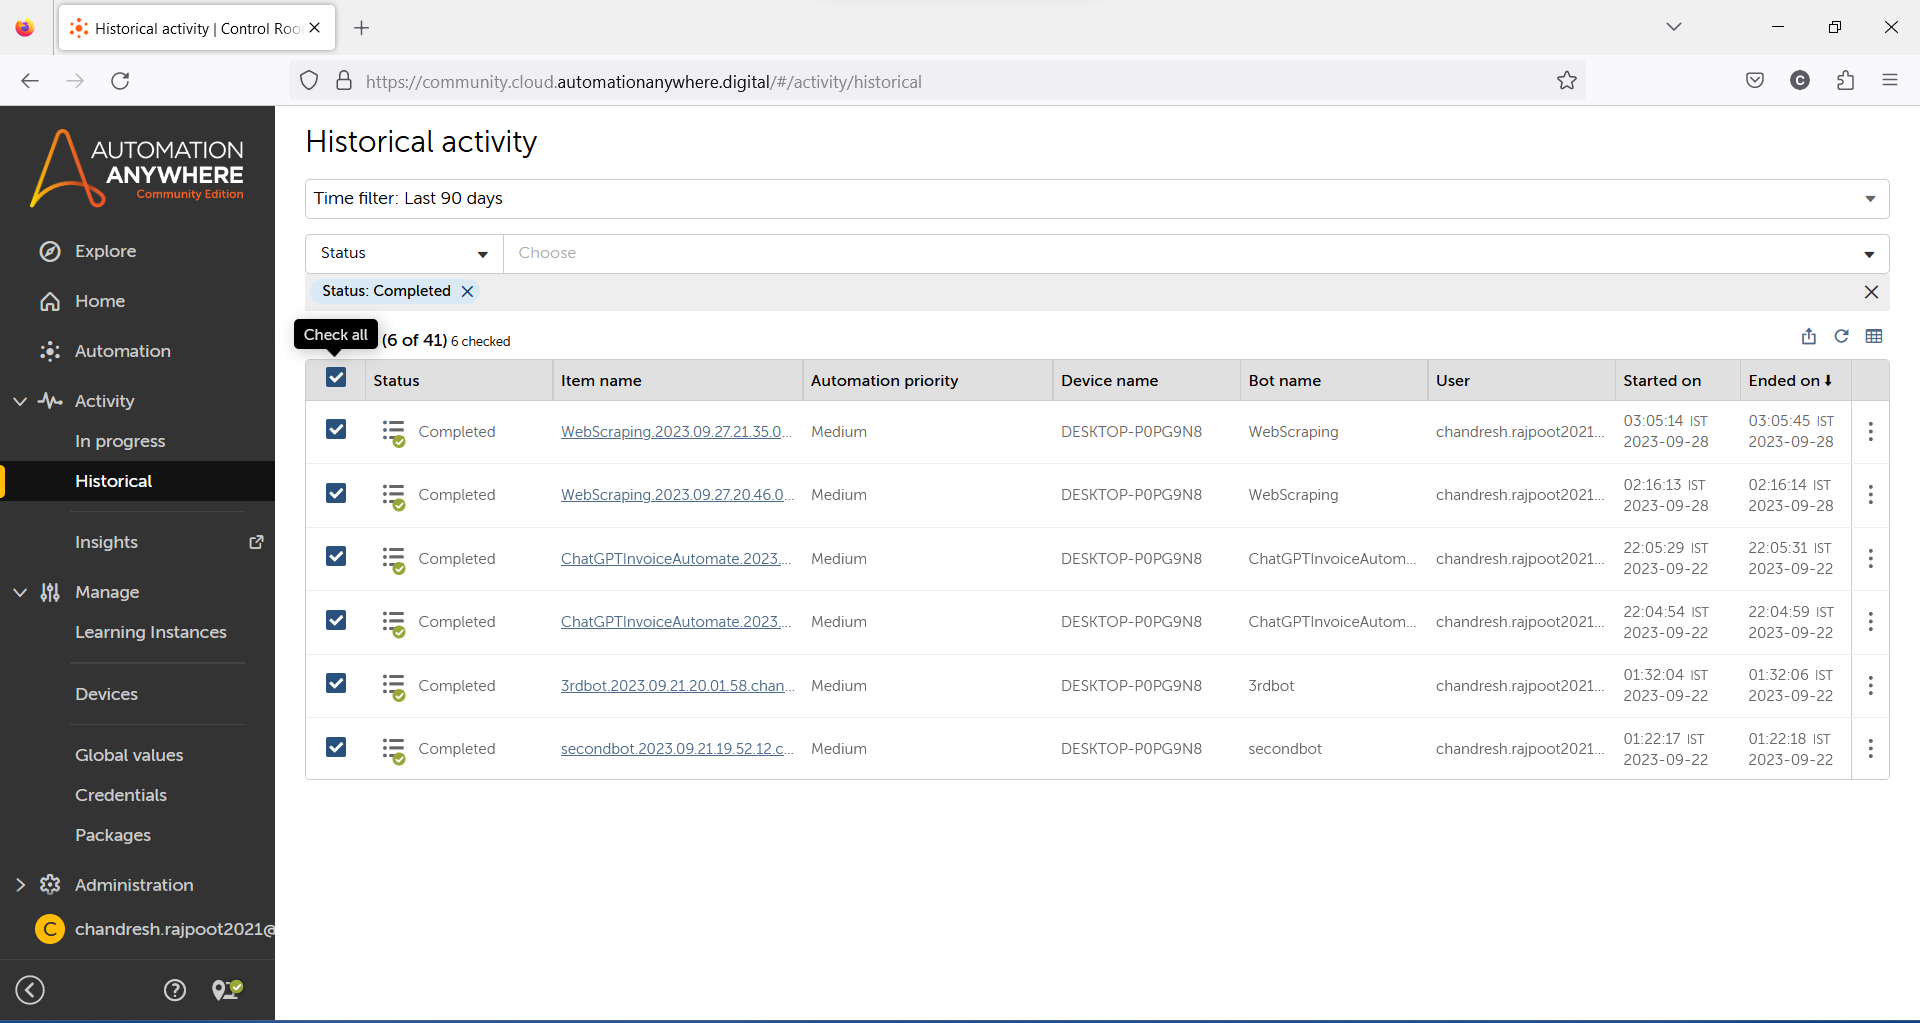 Historical activity | Control Roo
https://community.cloud.automationanywhere.digital/#/activity/historical
C
AUTOMATION
ANYWHERE
Community Edition
Explore
Home
Automation
Activity
In progress
Historical
Insights
Manage
Learning Instances
Devices
Global values
Credentials
Packages
Administration
C chandresh.rajpoot2021@
?
Historical activity
Time filter: Last 90 days
Status Choose
Status: Completed
Check all (6 of 41) 6 checked
Status Item name Automation priority Device name Bot name User Started on Ended on
Completed WebScraping.2023.09.27.21.35.0... Medium DESKTOP-P0PG9N8 WebScraping chandresh.rajpoot2021... 03:05:14 IST 03:05:45 IST
2023-09-28 2023-09-28
Completed WebScraping.2023.09.27.20.46.0... Medium DESKTOP-P0PG9N8 WebScraping chandresh.rajpoot2021... 02:16:13 IST 02:16:14 IST
2023-09-28 2023-09-28
Completed ChatGPTInvoiceAutomate.2023.... Medium DESKTOP-P0PG9N8 ChatGPTInvoiceAutom... chandresh.rajpoot2021... 22:05:29 IST 22:05:31 IST
2023-09-22 2023-09-22
Completed ChatGPTInvoiceAutomate.2023.... Medium DESKTOP-P0PG9N8 ChatGPTInvoiceAutom... chandresh.rajpoot2021... 22:04:54 IST 22:04:59 IST
2023-09-22 2023-09-22
Completed 3rdbot.2023.09.21.20.01.58.chan... Medium DESKTOP-P0PG9N8 3rdbot chandresh.rajpoot2021... 01:32:04 IST 01:32:06 IST
2023-09-22 2023-09-22
Completed secondbot.2023.09.21.19.52.12.c... Medium DESKTOP-P0PG9N8 secondbot chandresh.rajpoot2021... 01:22:17 IST 01:22:18 IST
2023-09-22 2023-09-22